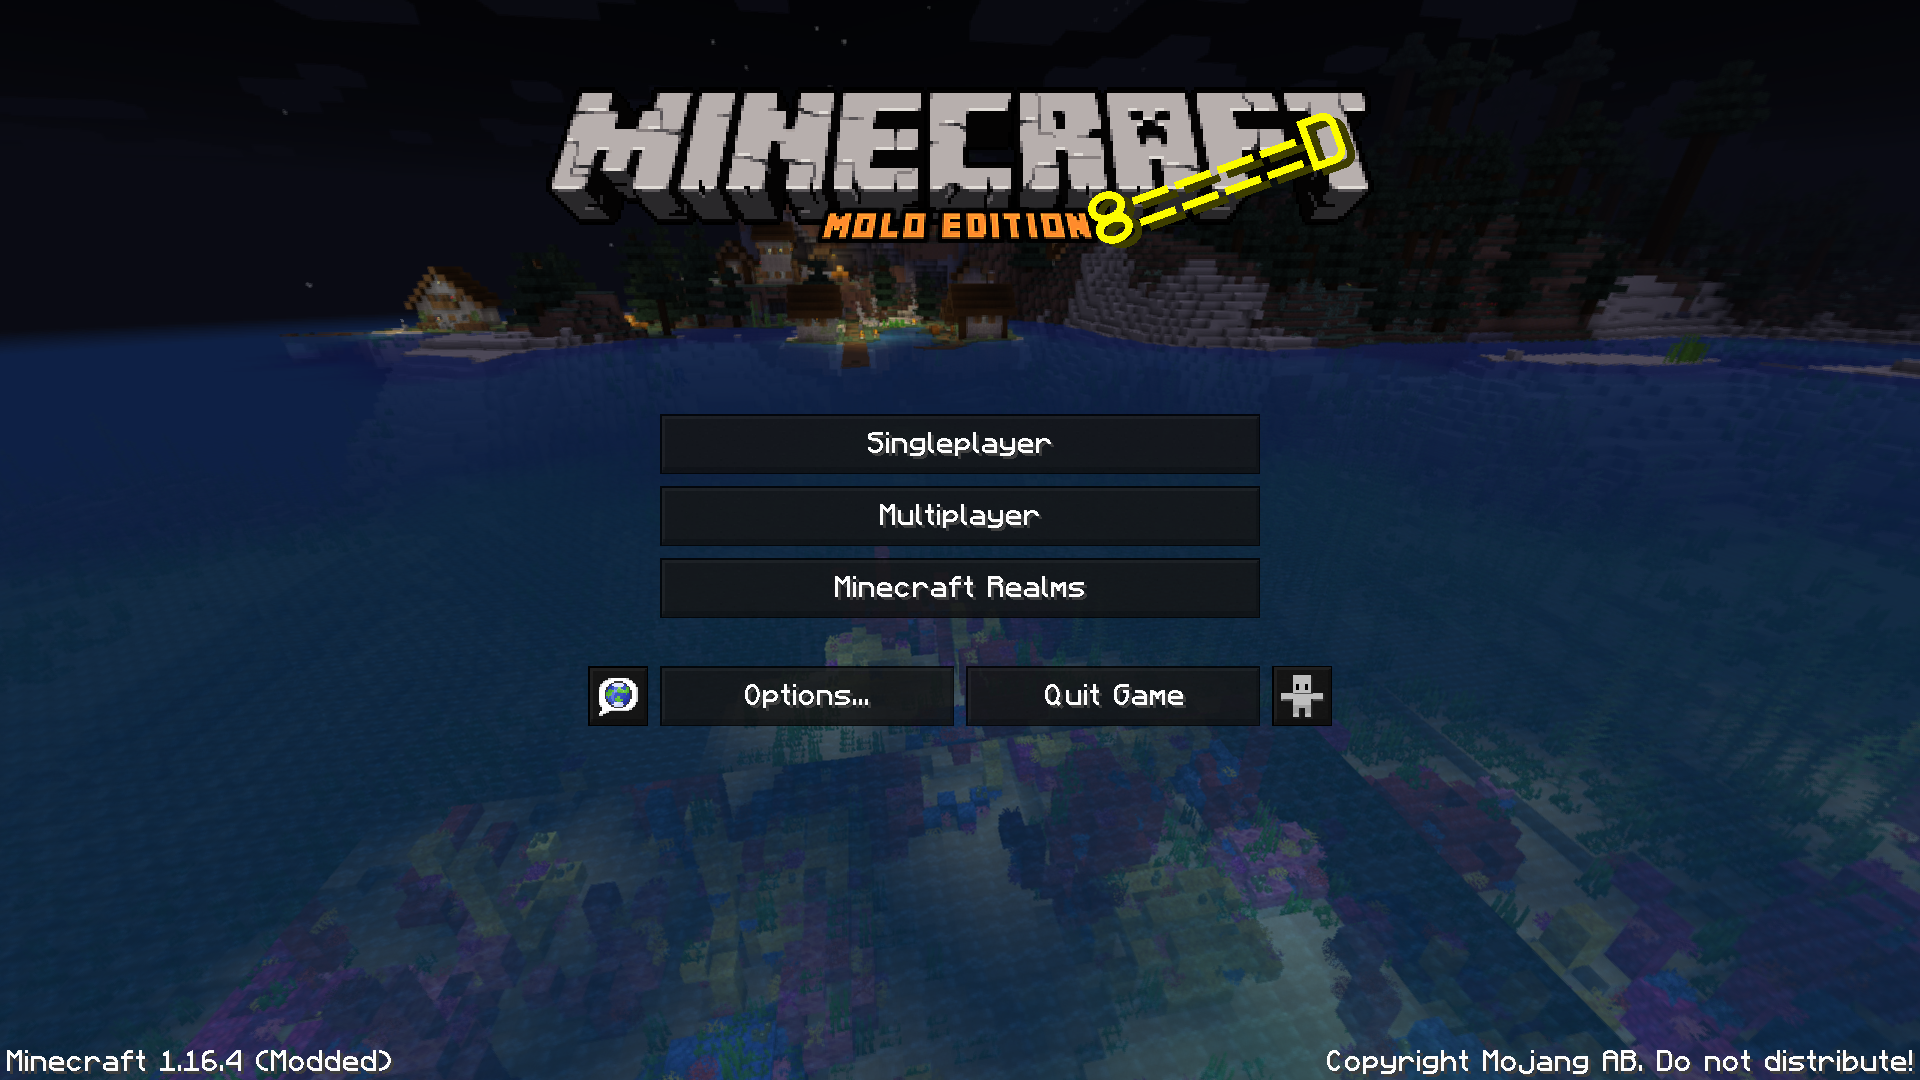 MINECRAFT
MOLO EDITION
8=====D
Singleplayer
Multiplayer
Minecraft Realms
Options...
Quit Game
Minecraft 1.16.4 (Modded)
Copyright Mojang AB. Do not distribute!